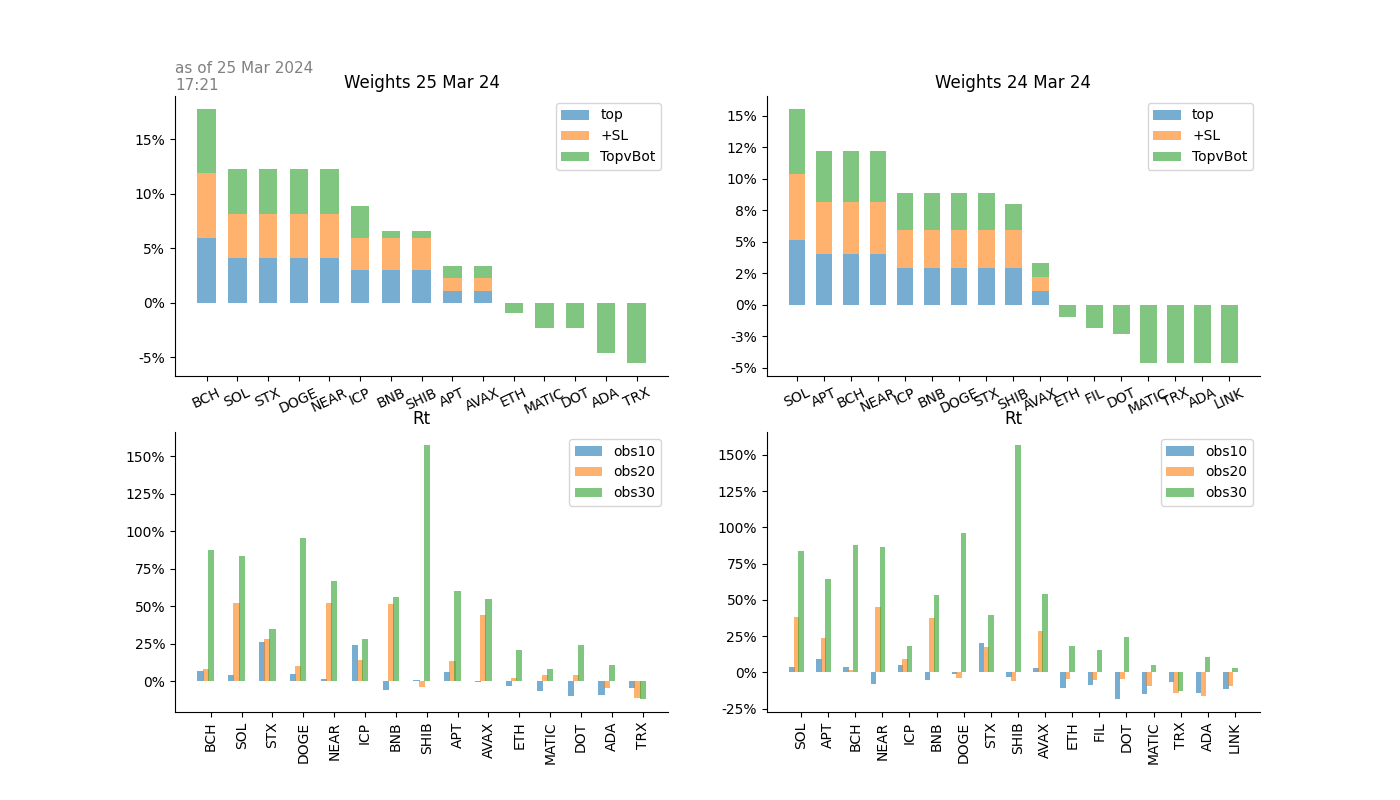 as of 25 Mar 2024
17:21
Weights 25 Mar 24
15%
10%
5%
0%
-5%
top
+SL
TopvBot
BCH SOL STX DOGE NEAR ICP BNB SHIB APT AVAX ETH MATIC DOT ADA TRX
Weights 24 Mar 24
15%
12%
10%
8%
5%
2%
0%
-3%
-5%
top
+SL
TopvBot
SOL APT BCH NEAR ICP BNB DOGE STX SHIB AVAX ETH FIL DOT MATIC TRX ADA LINK
Rt
150%
125%
100%
75%
50%
25%
0%
obs10
obs20
obs30
BCH SOL STX DOGE NEAR ICP BNB SHIB APT AVAX ETH MATIC DOT ADA TRX
Rt
150%
125%
100%
75%
50%
25%
0%
-25%
obs10
obs20
obs30
SOL APT BCH NEAR ICP BNB DOGE STX SHIB AVAX ETH FIL DOT MATIC TRX ADA LINK